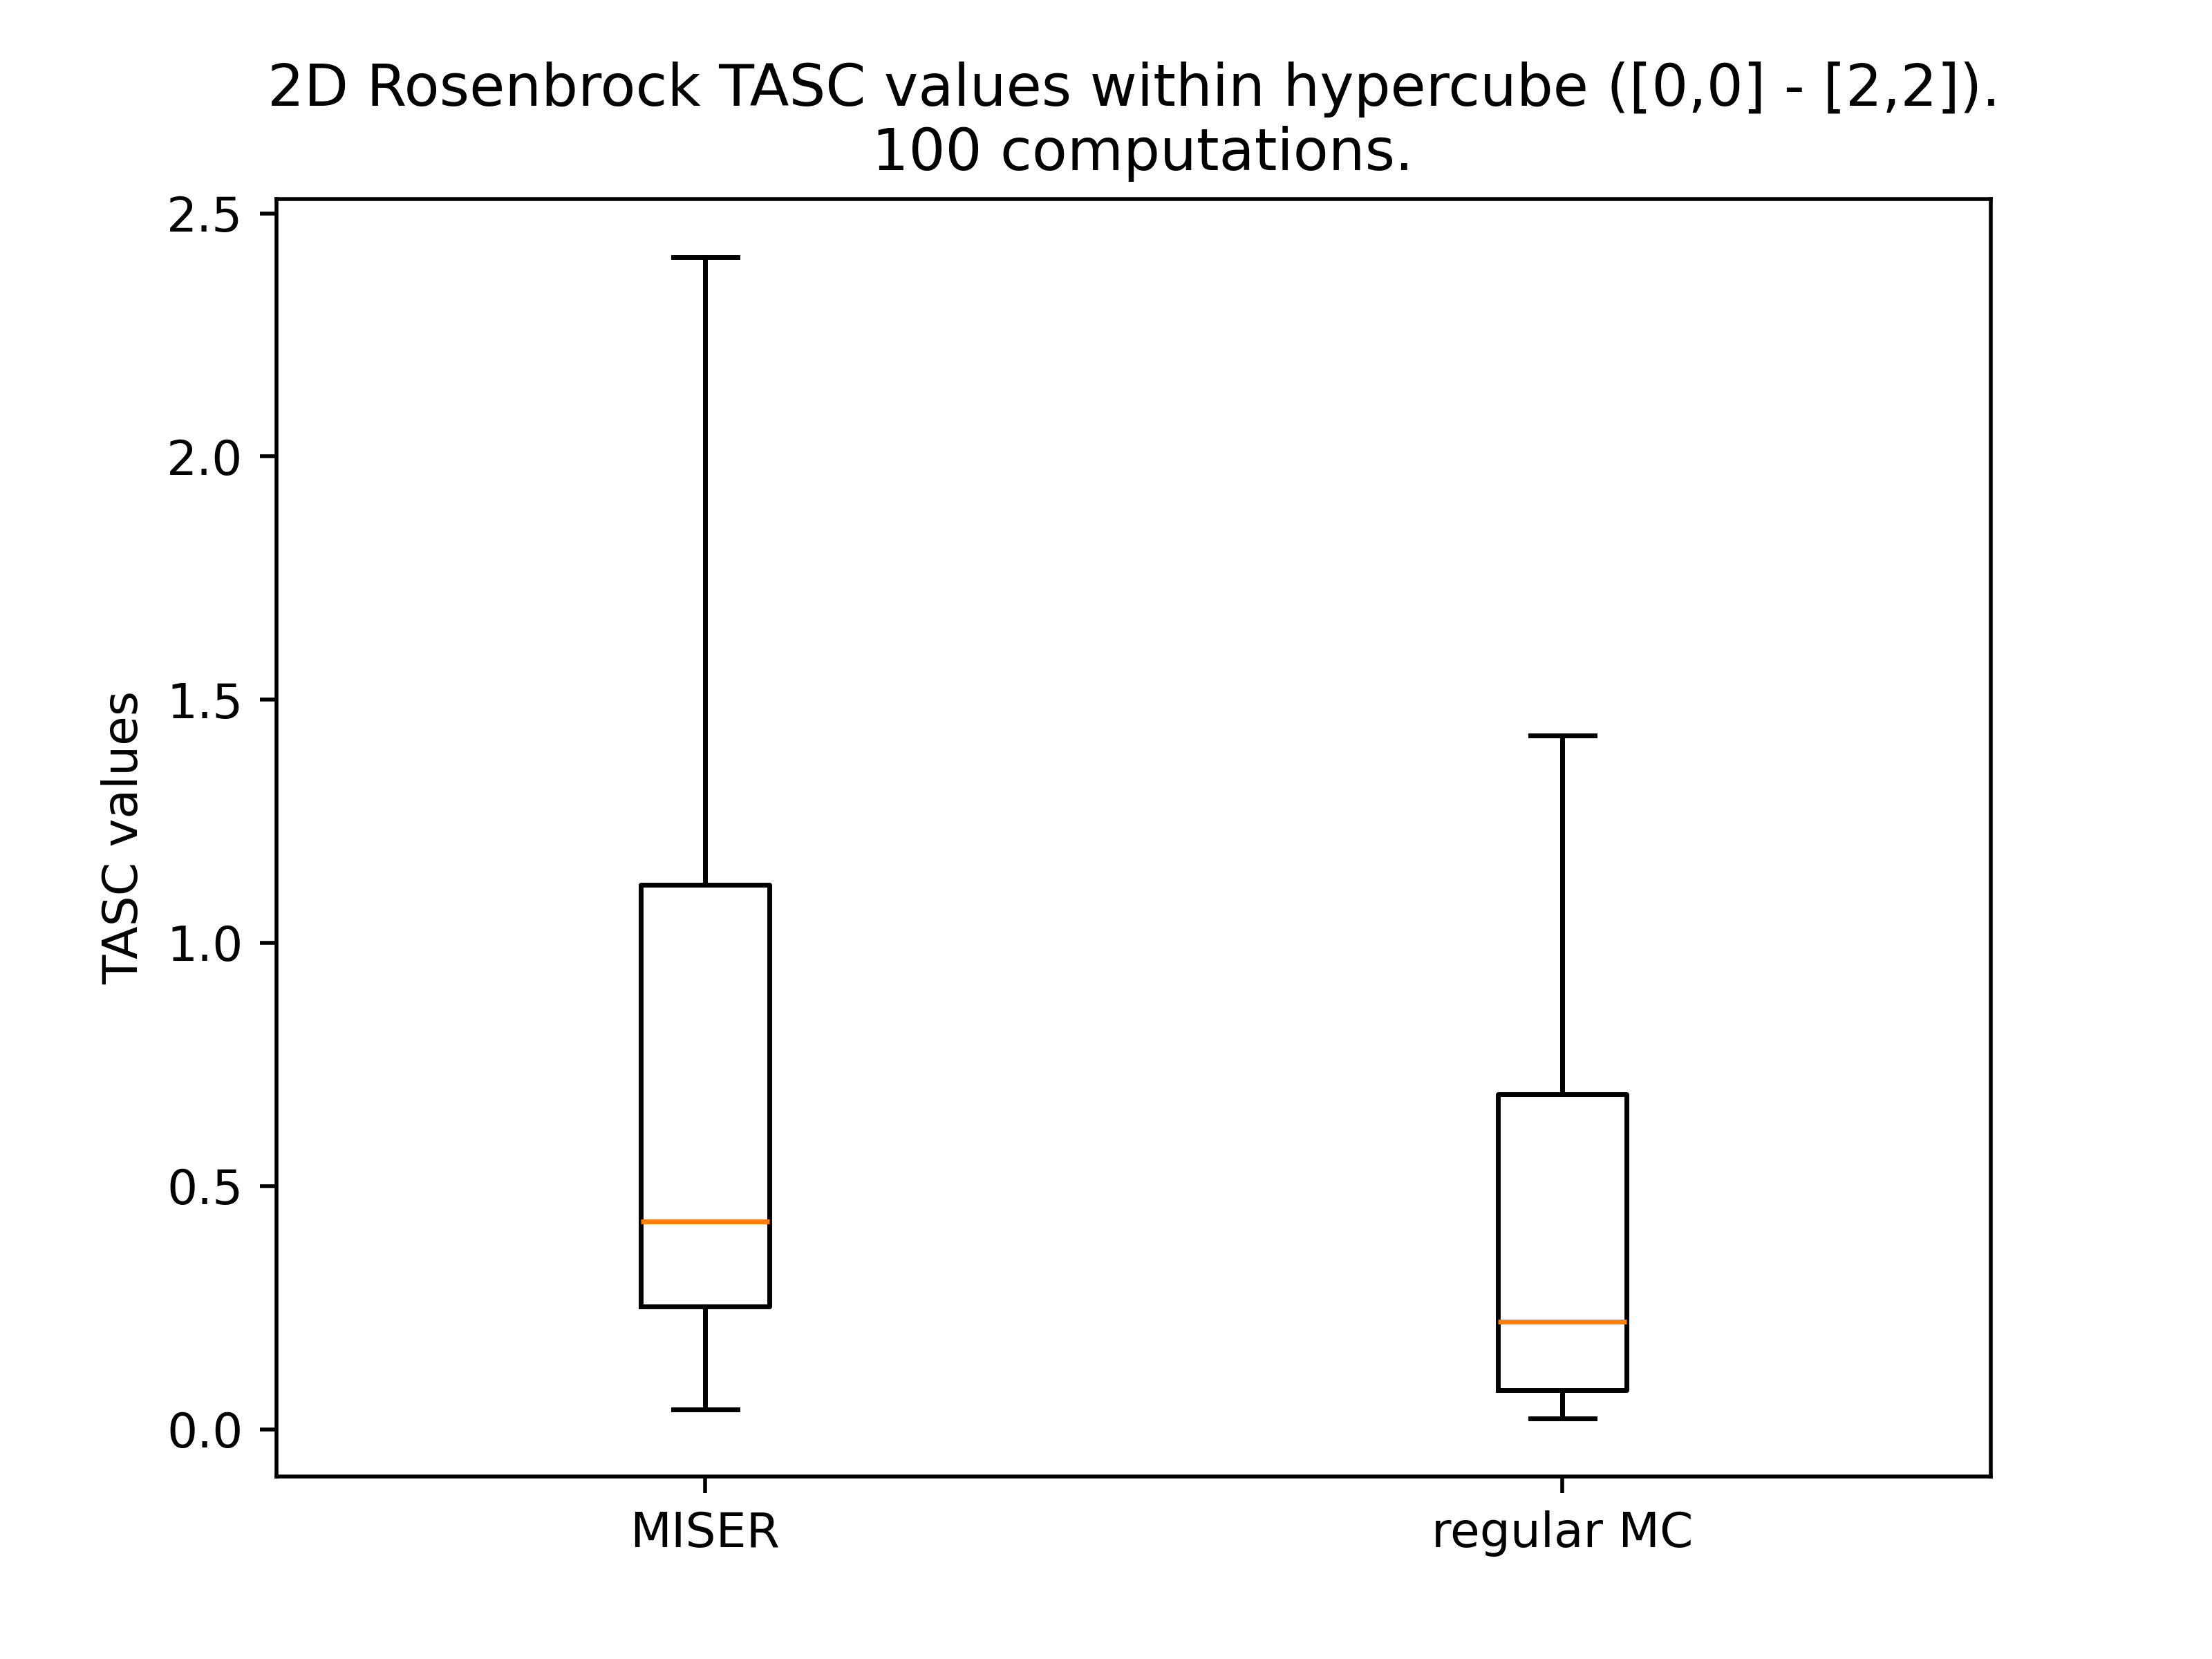 2D Rosenbrock TASC values within hypercube ([0,0] - [2,2]).
100 computations.
2.5
2.0
1.5
1.0
0.5
0.0
TASC values
MISER
regular MC